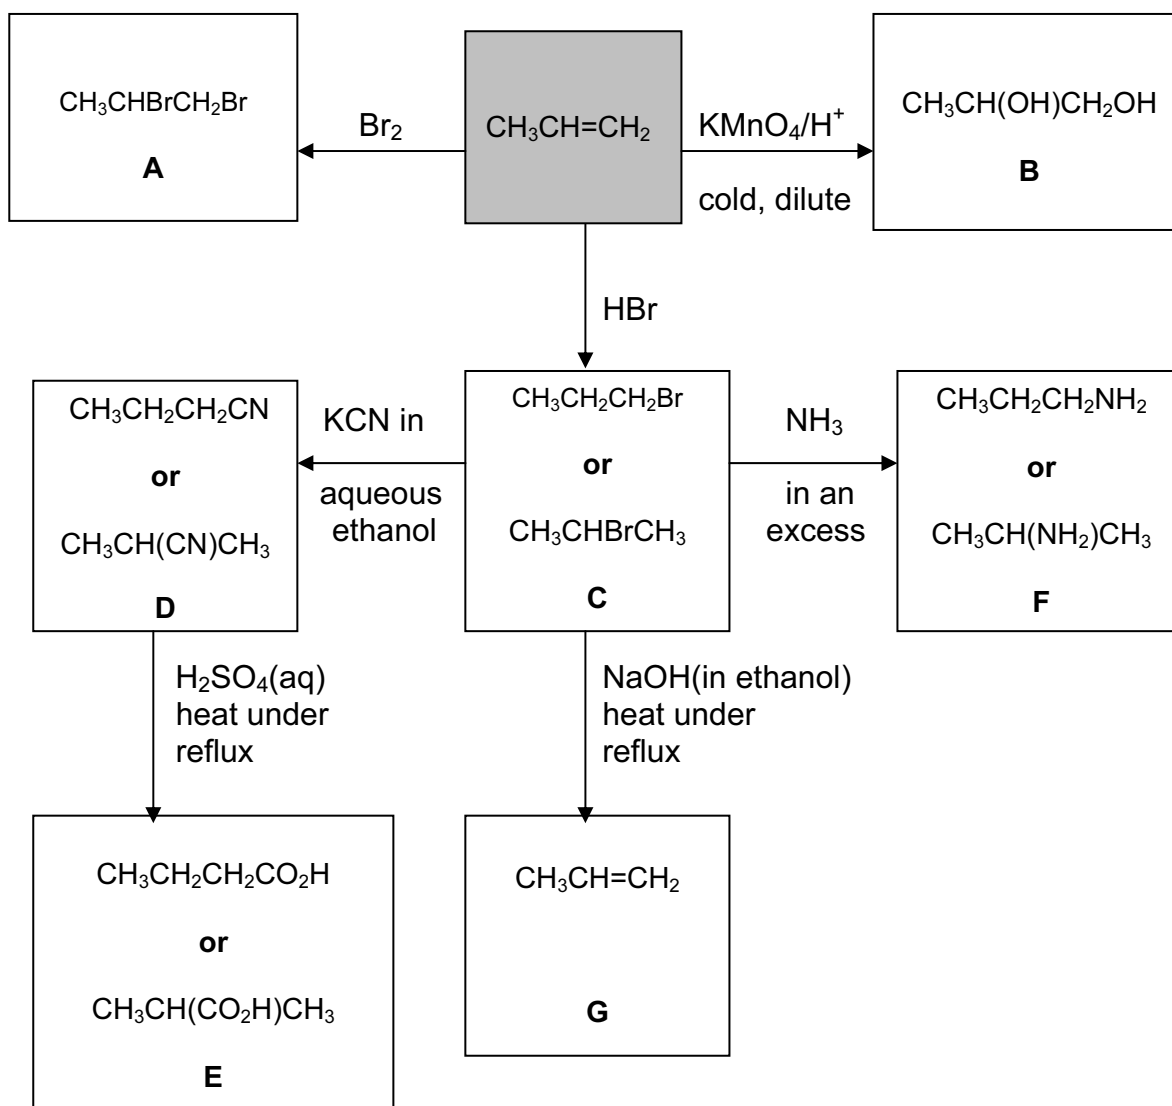 CH₃CHBrCH₂Br
A
Br₂
CH₃CH=CH₂
KMnO₄/H⁺
cold, dilute
CH₃CH(OH)CH₂OH
B
HBr
CH₃CH₂CH₂CN
or
CH₃CH(CN)CH₃
D
KCN in
aqueous
ethanol
CH₃CH₂CH₂Br
or
CH₃CHBrCH₃
C
NH₃
in an
excess
CH₃CH₂CH₂NH₂
or
CH₃CH(NH₂)CH₃
F
H₂SO₄(aq)
heat under
reflux
NaOH(in ethanol)
heat under
reflux
CH₃CH₂CH₂CO₂H
or
CH₃CH(CO₂H)CH₃
E
CH₃CH=CH₂
G